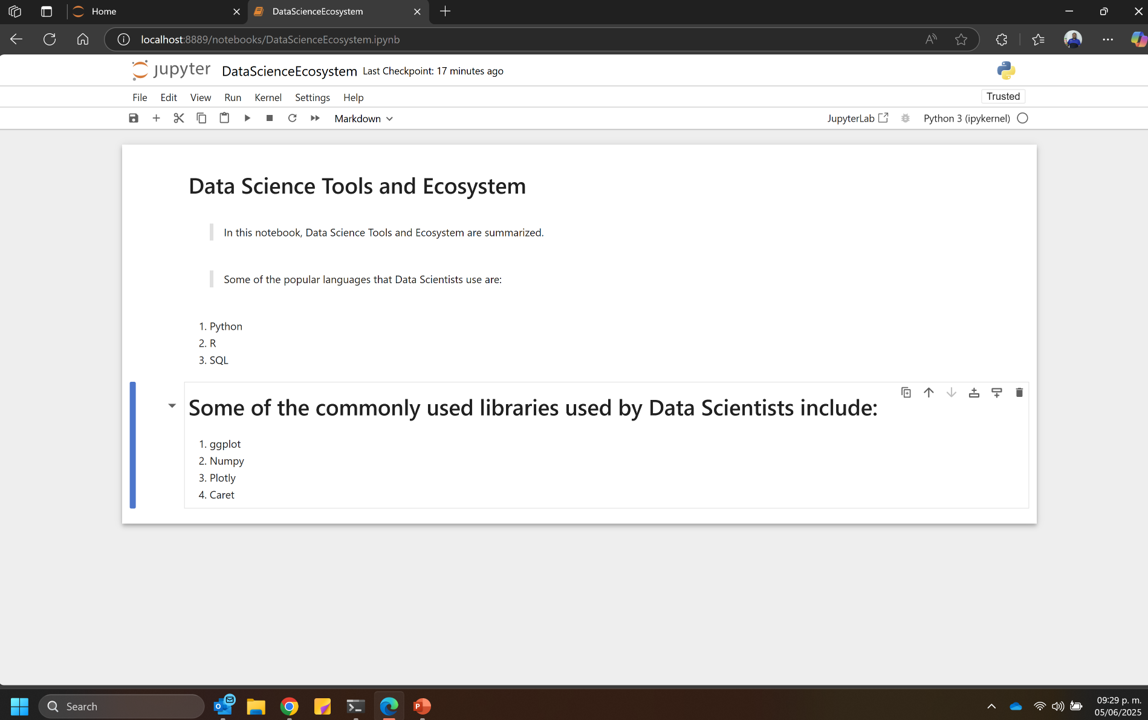 Home
DataScienceEcosystem
localhost:8889/notebooks/DataScienceEcosystem.ipynb
jupyter DataScienceEcosystem Last Checkpoint: 17 minutes ago
File Edit View Run Kernel Settings Help
Trusted
Markdown
JupyterLab Python 3 (ipykernel)
Data Science Tools and Ecosystem
In this notebook, Data Science Tools and Ecosystem are summarized.
Some of the popular languages that Data Scientists use are:
1. Python
2. R
3. SQL
Some of the commonly used libraries used by Data Scientists include:
1. ggplot
2. Numpy
3. Plotly
4. Caret
Search
09:29 p. m.
05/06/2025